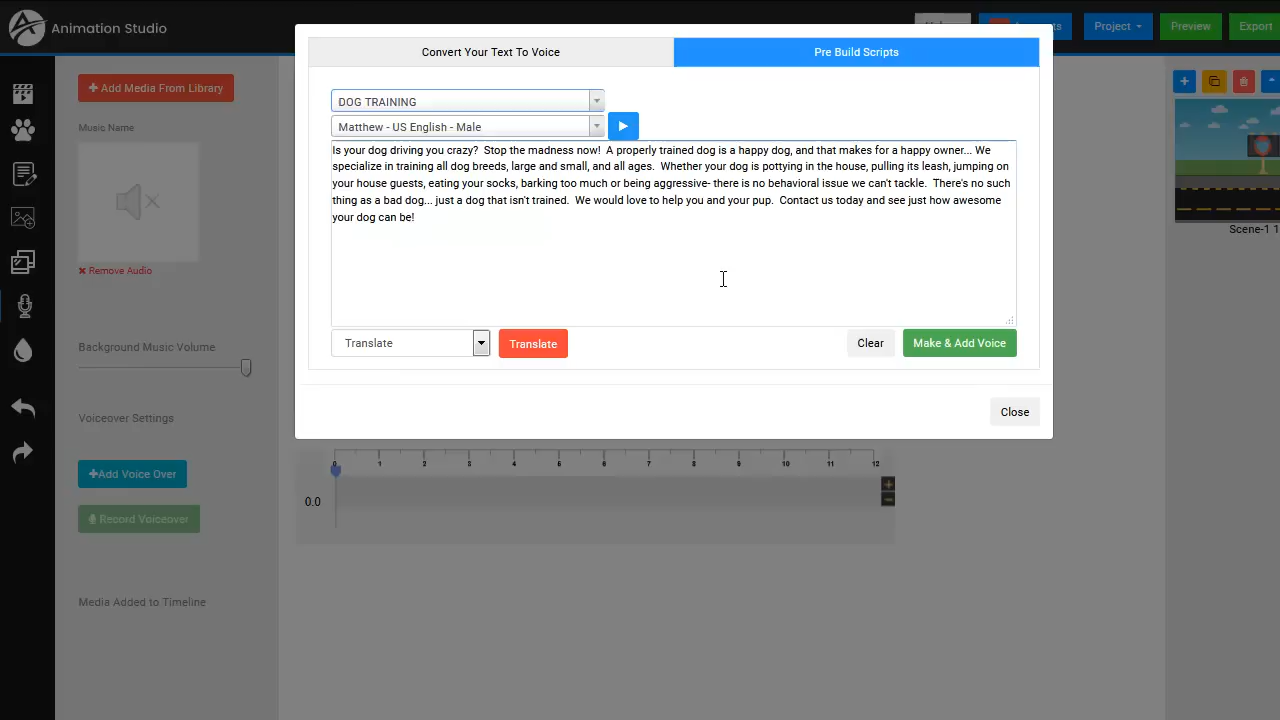 Animation Studio
Convert Your Text To Voice
Pre Build Scripts
Project
Preview
Export
Add Media From Library
Music Name
Remove Audio
Background Music Volume
Voiceover Settings
Add Voice Over
Record Voiceover
Media Added to Timeline
DOG TRAINING
Matthew - US English - Male
Is your dog driving you crazy?  Stop the madness now!  A properly trained dog is a happy dog, and that makes for a happy owner... We
specialize in training all dog breeds, large and small, and all ages.  Whether your dog is pottying in the house, pulling its leash, jumping on
your house guests, eating your socks, barking too much or being aggressive- there is no behavioral issue we can't tackle.  There's no such
thing as a bad dog... just a dog that isn't trained.  We would love to help you and your pup.  Contact us today and see just how awesome
your dog can be!
Translate
Translate
Clear
Make & Add Voice
Close
0 1 2 3 4 5 6 7 8 9 10 11 12
0.0
Scene-1 1